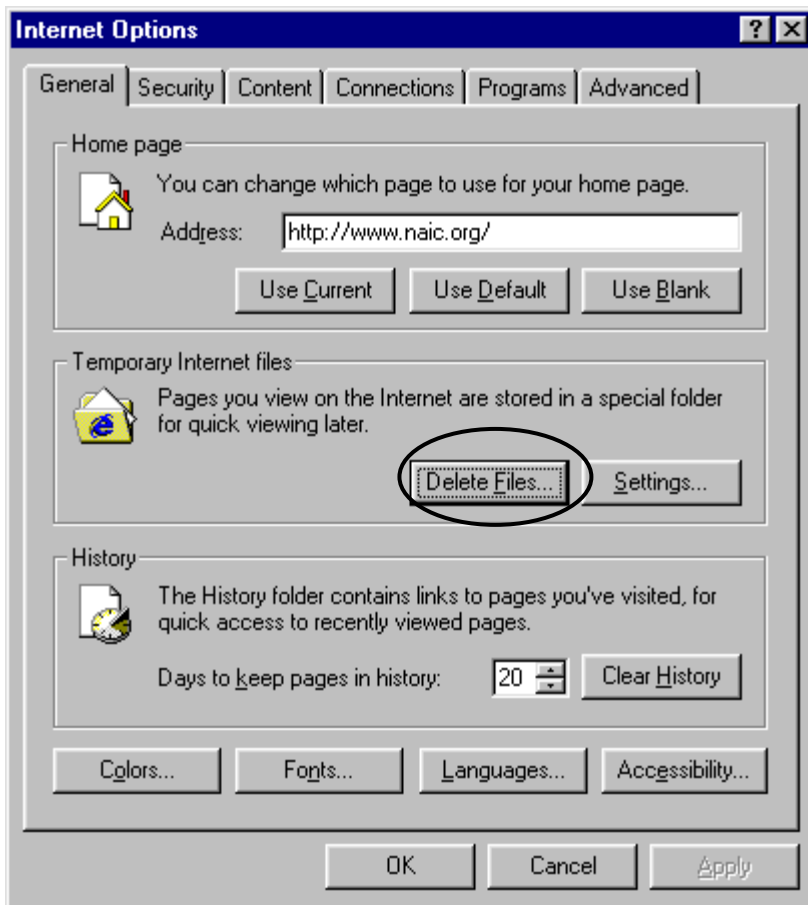 Internet Options
General Security Content Connections Programs Advanced
Home page
You can change which page to use for your home page.
Address: http://www.naic.org/
Use Current Use Default Use Blank
Temporary Internet files
Pages you view on the Internet are stored in a special folder
for quick viewing later.
Delete Files... Settings...
History
The History folder contains links to pages you've visited, for
quick access to recently viewed pages.
Days to keep pages in history: 20 Clear History
Colors... Fonts... Languages... Accessibility...
OK Cancel Apply